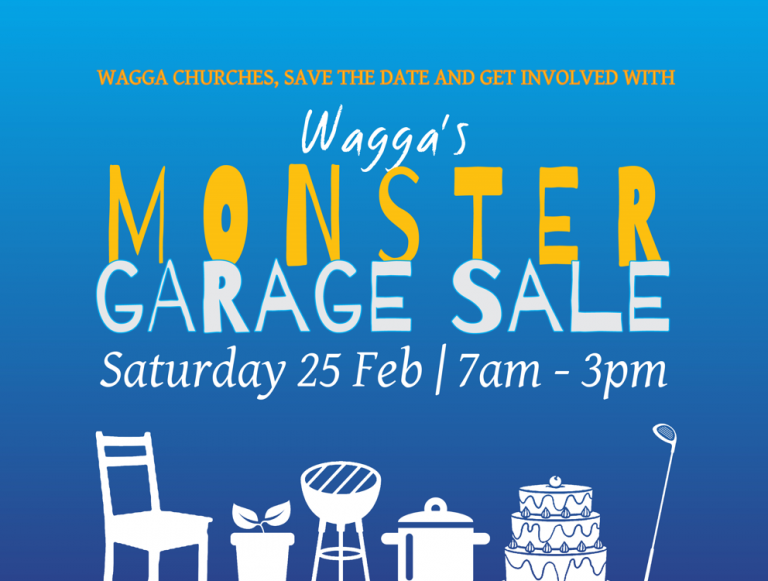 WAGGA CHURCHES, SAVE THE DATE AND GET INVOLVED WITH
Wagga's
MONSTER
GARAGE SALE
Saturday 25 Feb | 7am - 3pm